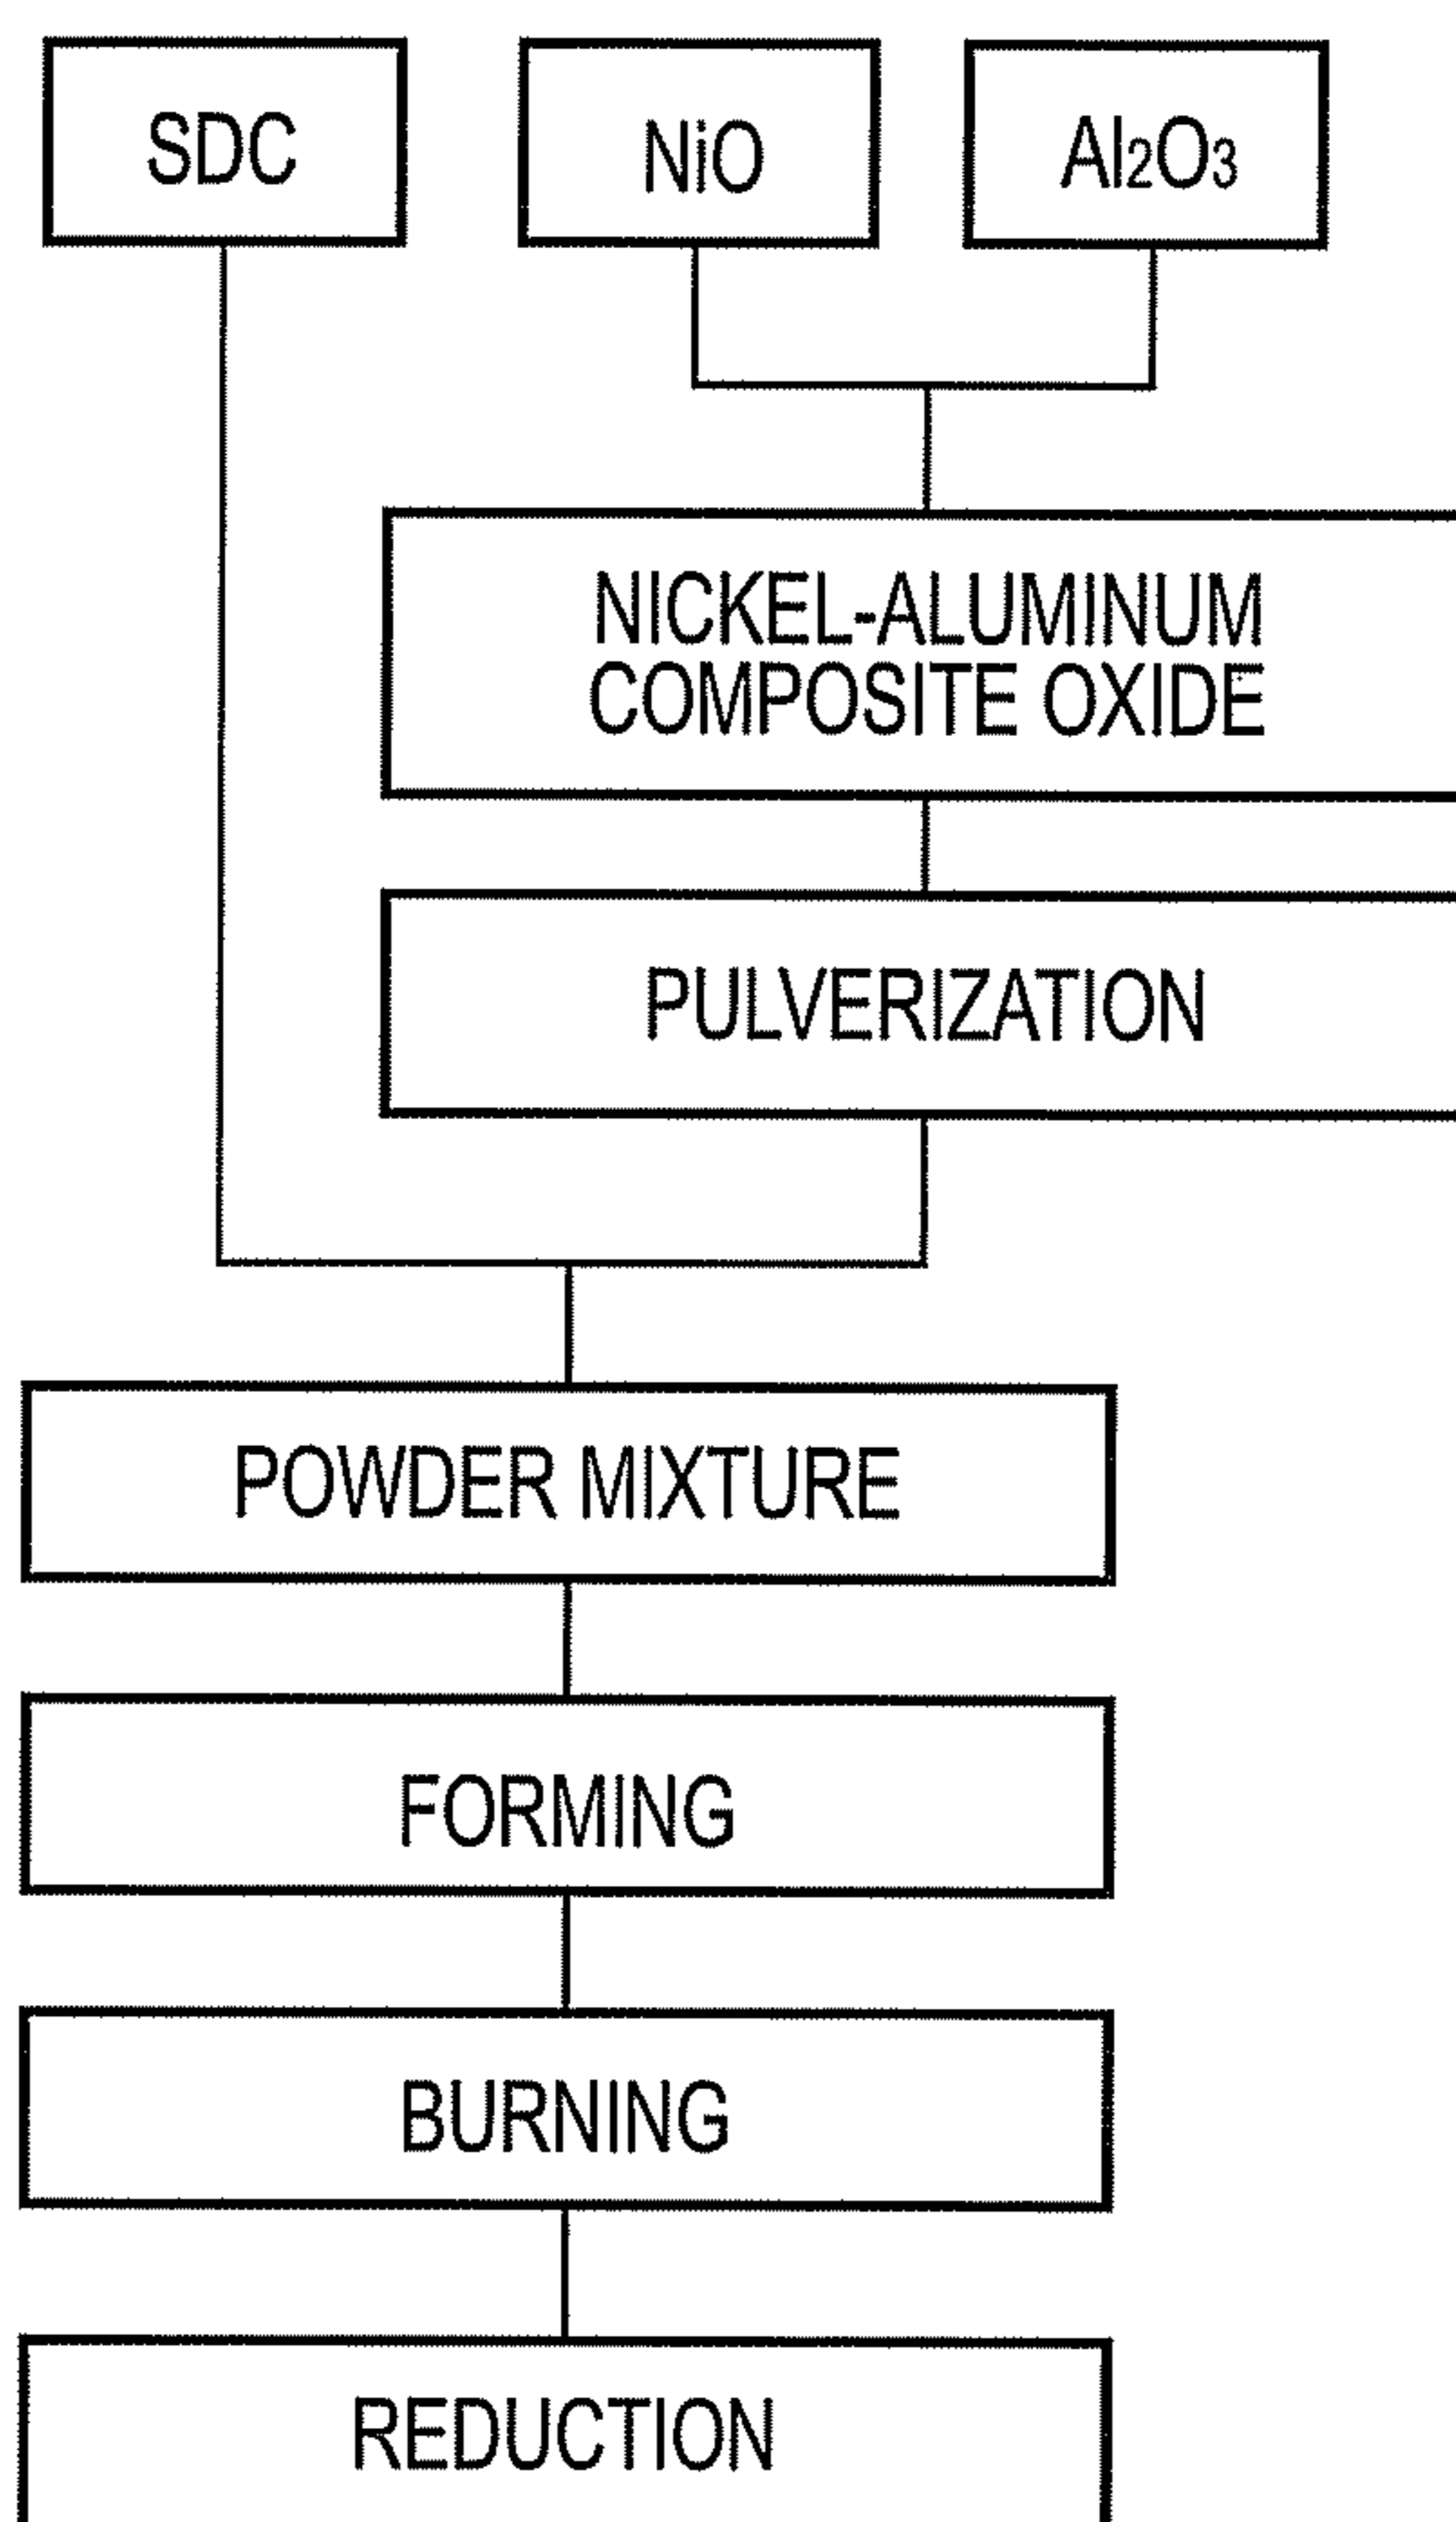 SDC
NiO
Al2O3
NICKEL-ALUMINUM
COMPOSITE OXIDE
PULVERIZATION
POWDER MIXTURE
FORMING
BURNING
REDUCTION